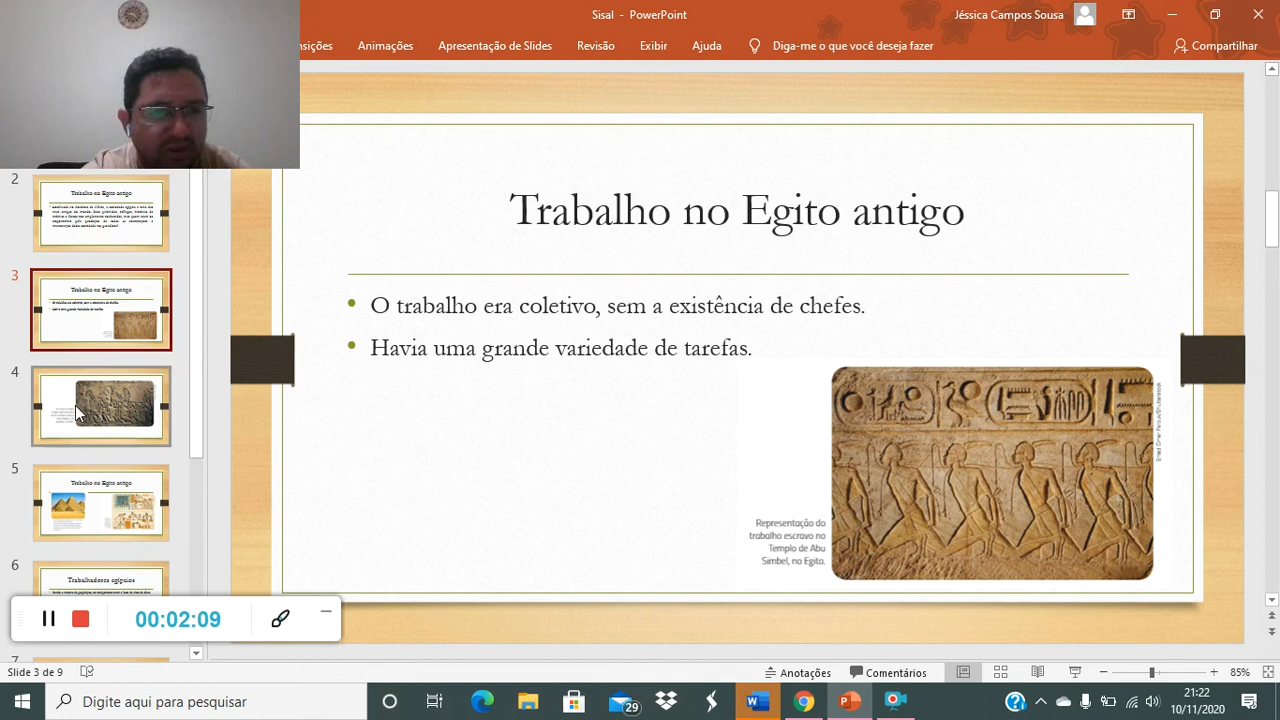 Sisal - PowerPoint
Jéssica Campos Sousa
nsições
Animações
Apresentação de Slides
Revisão
Exibir
Ajuda
Diga-me o que você deseja fazer
Compartilhar
2
Trabalho no Egito antigo
3
Trabalho no Egito antigo
4
5
Trabalho no Egito antigo
6
Trabalhadores egípcios
7
Trabalho no Egito antigo
• O trabalho era coletivo, sem a existência de chefes.
• Havia uma grande variedade de tarefas.
Representação do
trabalho escravo no
Templo de Abu
Simbel, no Egito.
00:02:09
Slide 3 de 9
Anotações
Comentários
85%
Digite aqui para pesquisar
29
21:22
10/11/2020